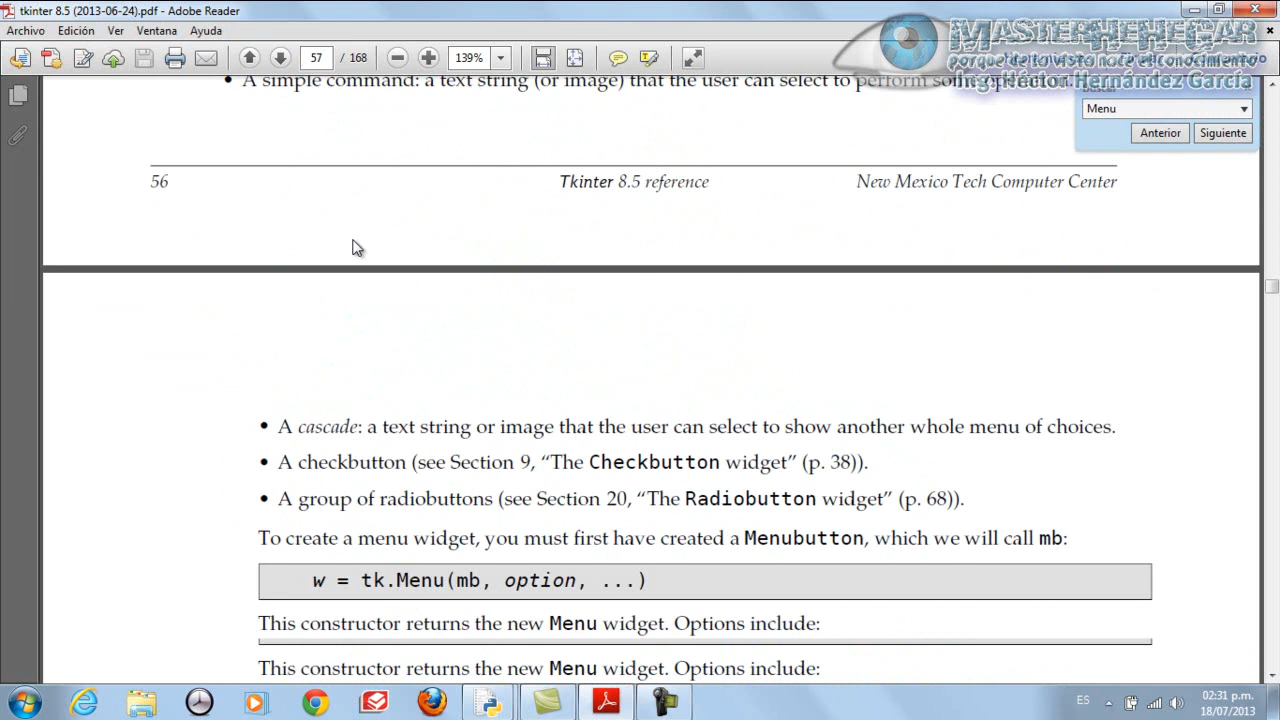 tkinter 8.5 (2013-06-24).pdf - Adobe Reader
Archivo Edición Ver Ventana Ayuda
57 / 168 139%
MASTERHEHEGAR
porque de la vista nace el conocimiento
Ing. Héctor Hernández García
• A simple command: a text string (or image) that the user can select to perform some
Buscar
Menu
Anterior Siguiente
56 Tkinter 8.5 reference New Mexico Tech Computer Center
• A cascade: a text string or image that the user can select to show another whole menu of choices.
• A checkbutton (see Section 9, “The Checkbutton widget” (p. 38)).
• A group of radiobuttons (see Section 20, “The Radiobutton widget” (p. 68)).
To create a menu widget, you must first have created a Menubutton, which we will call mb:
w = tk.Menu(mb, option, ...)
This constructor returns the new Menu widget. Options include:
This constructor returns the new Menu widget. Options include:
ES 02:31 p.m.
18/07/2013